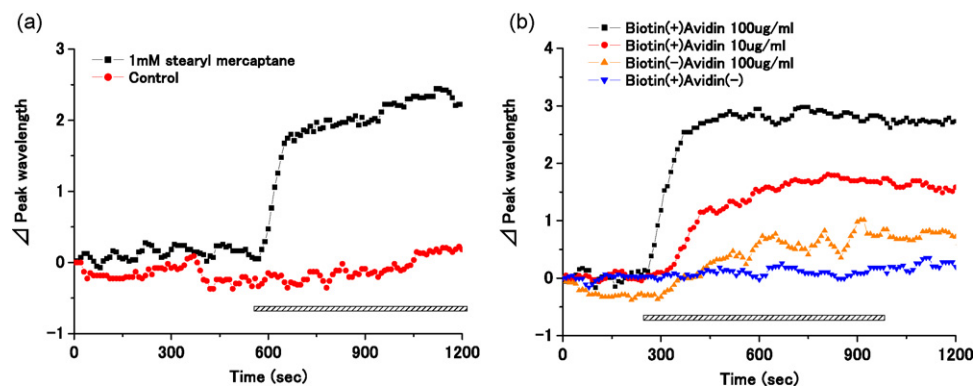 (a)
1mM stearyl mercaptane
Control
⊿ Peak wavelength
3
2
1
0
-1
0 300 600 900 1200
Time (sec)
(b)
Biotin(+)Avidin 100ug/ml
Biotin(+)Avidin 10ug/ml
Biotin(-)Avidin 100ug/ml
Biotin(+)Avidin(-)
⊿ Peak wavelength
4
3
2
1
0
-1
0 300 600 900 1200
Time (sec)